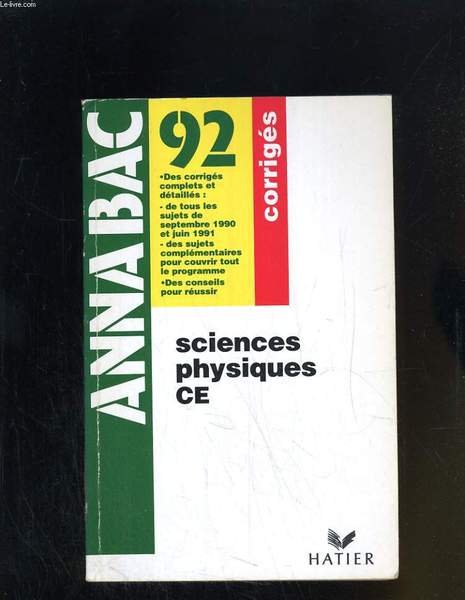 Le-livre.com
ANNABAC
92
•Des corrigés
complets et
détaillés :
- de tous les
sujets de
septembre 1990
et juin 1991
- des sujets
complémentaires
pour couvrir tout
le programme
•Des conseils
pour réussir
corrigés
sciences
physiques
CE
HATIER